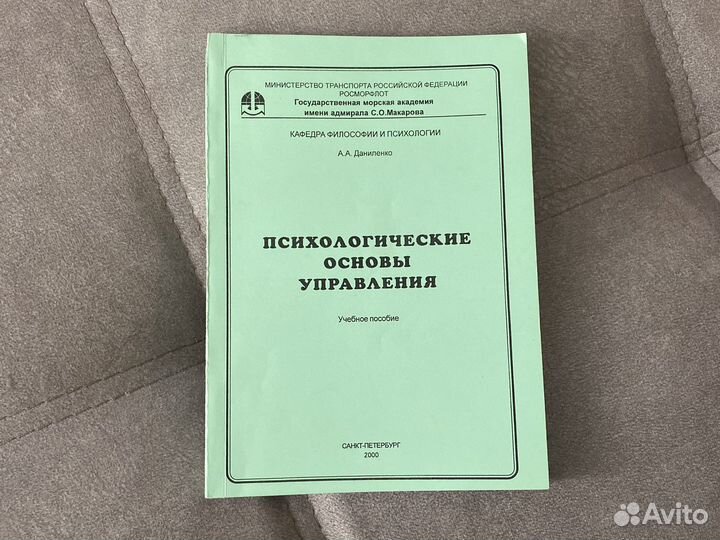 МИНИСТЕРСТВО ТРАНСПОРТА РОССИЙСКОЙ ФЕДЕРАЦИИ
РОСМОРФЛОТ
Государственная морская академия
имени адмирала С.О.Макарова
КАФЕДРА ФИЛОСОФИИ И ПСИХОЛОГИИ
А.А. Даниленко
ПСИХОЛОГИЧЕСКИЕ
ОСНОВЫ
УПРАВЛЕНИЯ
Учебное пособие
САНКТ-ПЕТЕРБУРГ
2000
Avito